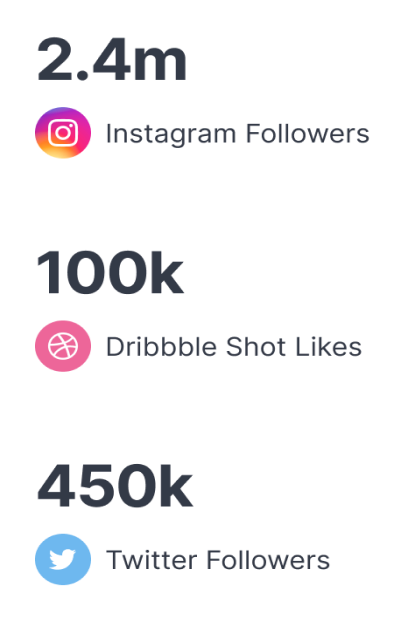 2.4m
Instagram Followers
100k
Dribbble Shot Likes
450k
Twitter Followers